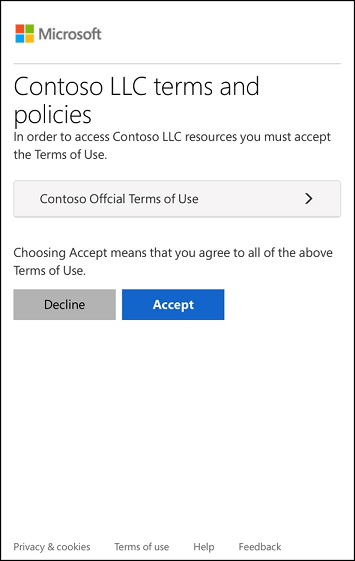 Microsoft
Contoso LLC terms and
policies
In order to access Contoso LLC resources you must accept
the Terms of Use.
Contoso Offcial Terms of Use
Choosing Accept means that you agree to all of the above
Terms of Use.
Decline Accept
Privacy & cookies Terms of use Help Feedback